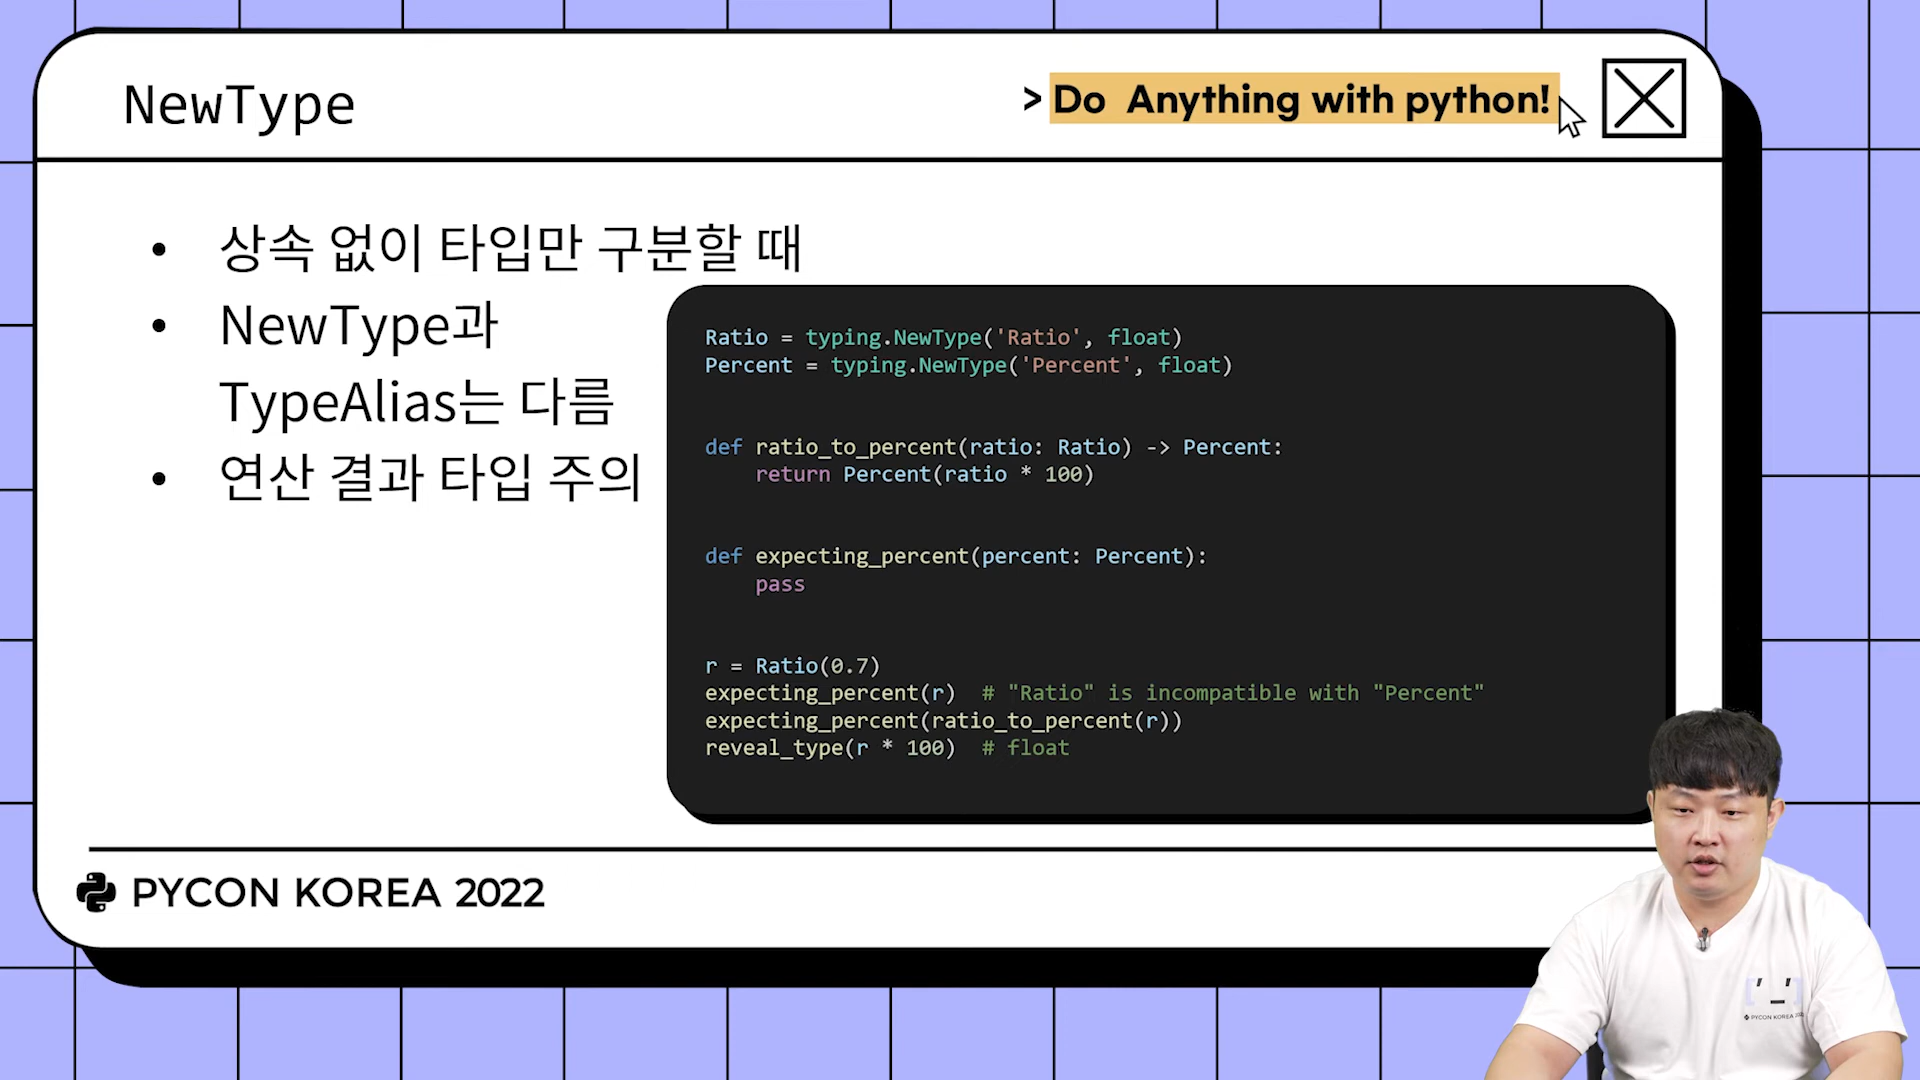 NewType
> Do Anything with python!
• 상속 없이 타입만 구분할 때
• NewType과
TypeAlias는 다름
• 연산 결과 타입 주의
Ratio = typing.NewType('Ratio', float)
Percent = typing.NewType('Percent', float)
def ratio_to_percent(ratio: Ratio) -> Percent:
    return Percent(ratio * 100)
def expecting_percent(percent: Percent):
    pass
r = Ratio(0.7)
expecting_percent(r)  # "Ratio" is incompatible with "Percent"
expecting_percent(ratio_to_percent(r))
reveal_type(r * 100)  # float
PYCON KOREA 2022
['_']
PYCON KOREA 2022